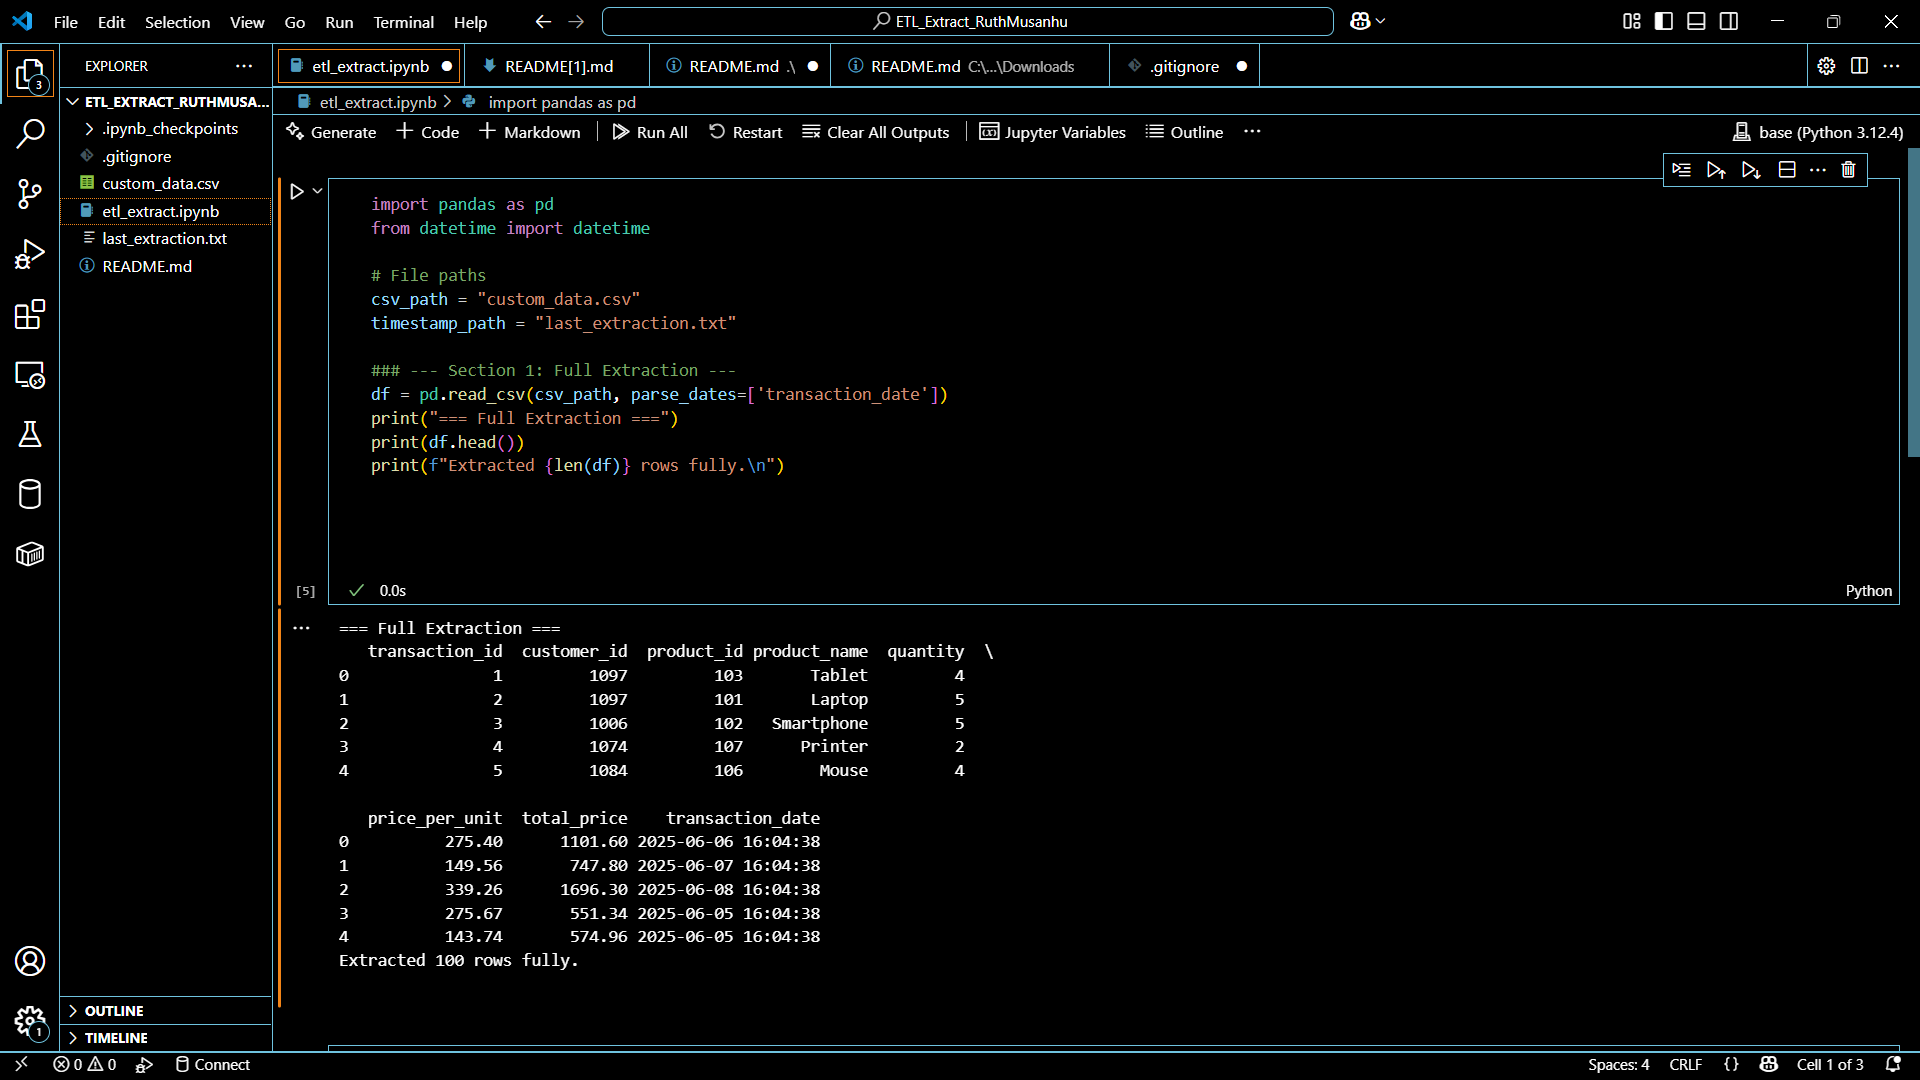 File Edit Selection View Go Run Terminal Help
ETL_Extract_RuthMusanhu
EXPLORER
3
ETL_EXTRACT_RUTHMUSA...
.ipynb_checkpoints
.gitignore
custom_data.csv
etl_extract.ipynb
last_extraction.txt
README.md
OUTLINE
TIMELINE
1
etl_extract.ipynb README[1].md README.md .\ README.md C:\...\Downloads .gitignore
etl_extract.ipynb > import pandas as pd
Generate + Code + Markdown Run All Restart Clear All Outputs Jupyter Variables Outline ... base (Python 3.12.4)
import pandas as pd
from datetime import datetime
# File paths
csv_path = "custom_data.csv"
timestamp_path = "last_extraction.txt"
### --- Section 1: Full Extraction ---
df = pd.read_csv(csv_path, parse_dates=['transaction_date'])
print("=== Full Extraction ===")
print(df.head())
print(f"Extracted {len(df)} rows fully.\n")
[5] 0.0s Python
=== Full Extraction ===
transaction_id customer_id product_id product_name quantity \
0 1 1097 103 Tablet 4
1 2 1097 101 Laptop 5
2 3 1006 102 Smartphone 5
3 4 1074 107 Printer 2
4 5 1084 106 Mouse 4
price_per_unit total_price transaction_date
0 275.40 1101.60 2025-06-06 16:04:38
1 149.56 747.80 2025-06-07 16:04:38
2 339.26 1696.30 2025-06-08 16:04:38
3 275.67 551.34 2025-06-05 16:04:38
4 143.74 574.96 2025-06-05 16:04:38
Extracted 100 rows fully.
0 0 Connect Spaces: 4 CRLF {} Cell 1 of 3